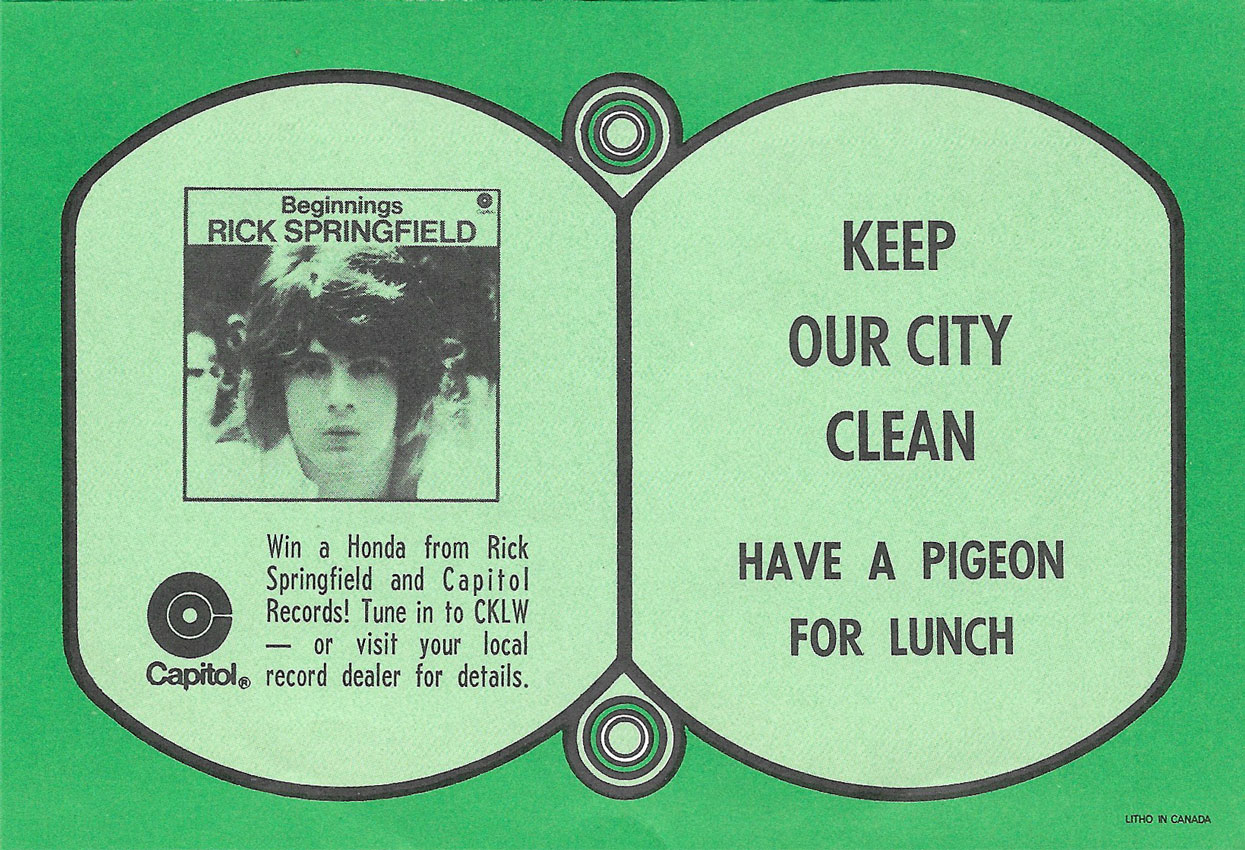 Beginnings
Capitol
RICK SPRINGFIELD
Win a Honda from Rick
Springfield and Capitol
Records! Tune in to CKLW
— or visit your local
record dealer for details.
Capitol®
KEEP
OUR CITY
CLEAN
HAVE A PIGEON
FOR LUNCH
LITHO IN CANADA